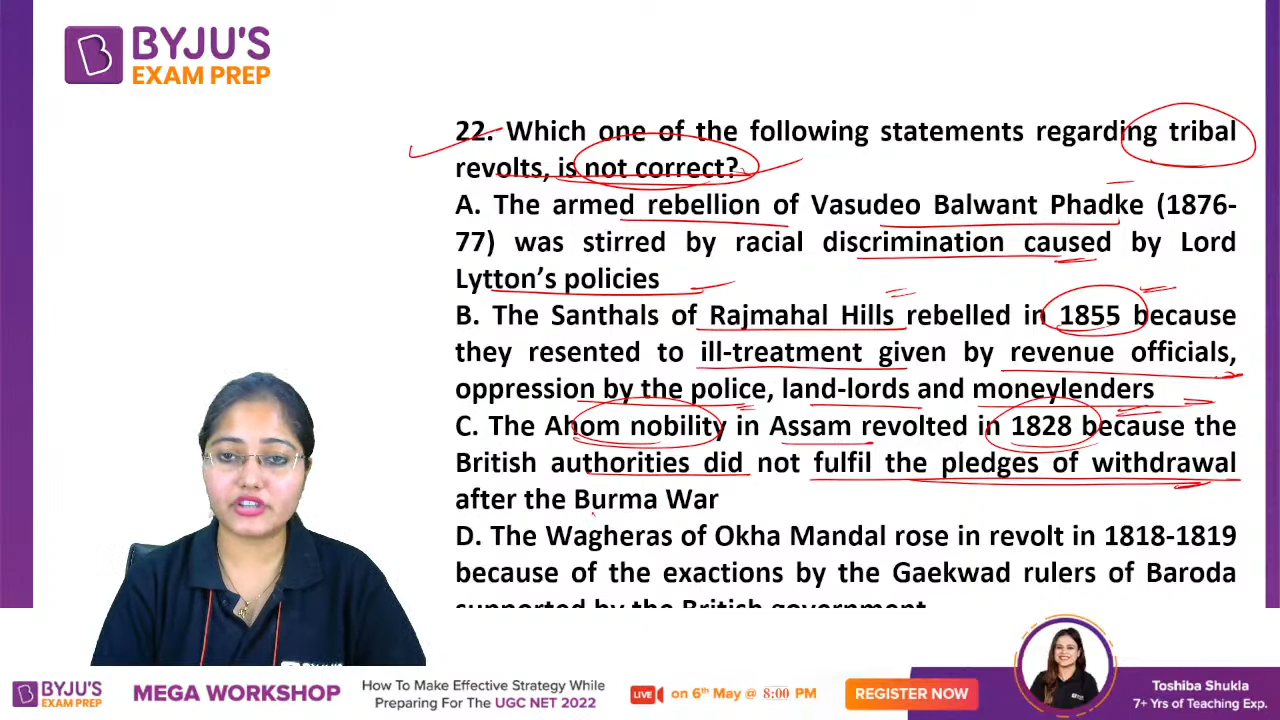 BYJU'S
EXAM PREP
22. Which one of the following statements regarding tribal
revolts, is not correct?
A. The armed rebellion of Vasudeo Balwant Phadke (1876-
77) was stirred by racial discrimination caused by Lord
Lytton's policies
B. The Santhals of Rajmahal Hills rebelled in 1855 because
they resented to ill-treatment given by revenue officials,
oppression by the police, land-lords and moneylenders
C. The Ahom nobility in Assam revolted in 1828 because the
British authorities did not fulfil the pledges of withdrawal
after the Burma War
D. The Wagheras of Okha Mandal rose in revolt in 1818-1819
because of the exactions by the Gaekwad rulers of Baroda
supported by the British government
BYJU'S
EXAM PREP
MEGA WORKSHOP
How To Make Effective Strategy While
Preparing For The UGC NET 2022
LIVE on 6th May @ 8:00 PM
REGISTER NOW
Toshiba Shukla
7+ Yrs of Teaching Exp.